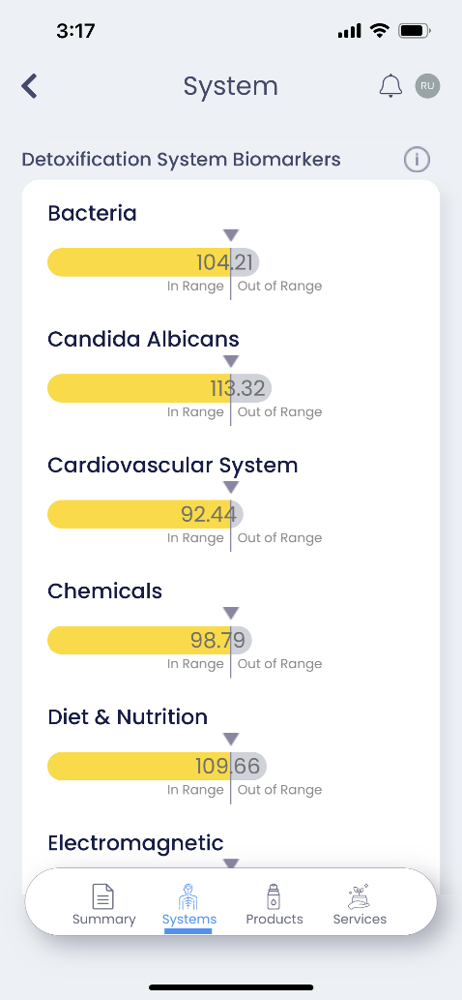 3:17
System
RU
Detoxification System Biomarkers
i
Bacteria
104.21
In Range Out of Range
Candida Albicans
113.32
In Range Out of Range
Cardiovascular System
92.44
In Range Out of Range
Chemicals
98.79
In Range Out of Range
Diet & Nutrition
109.66
In Range Out of Range
Electromagnetic
Summary Systems Products Services